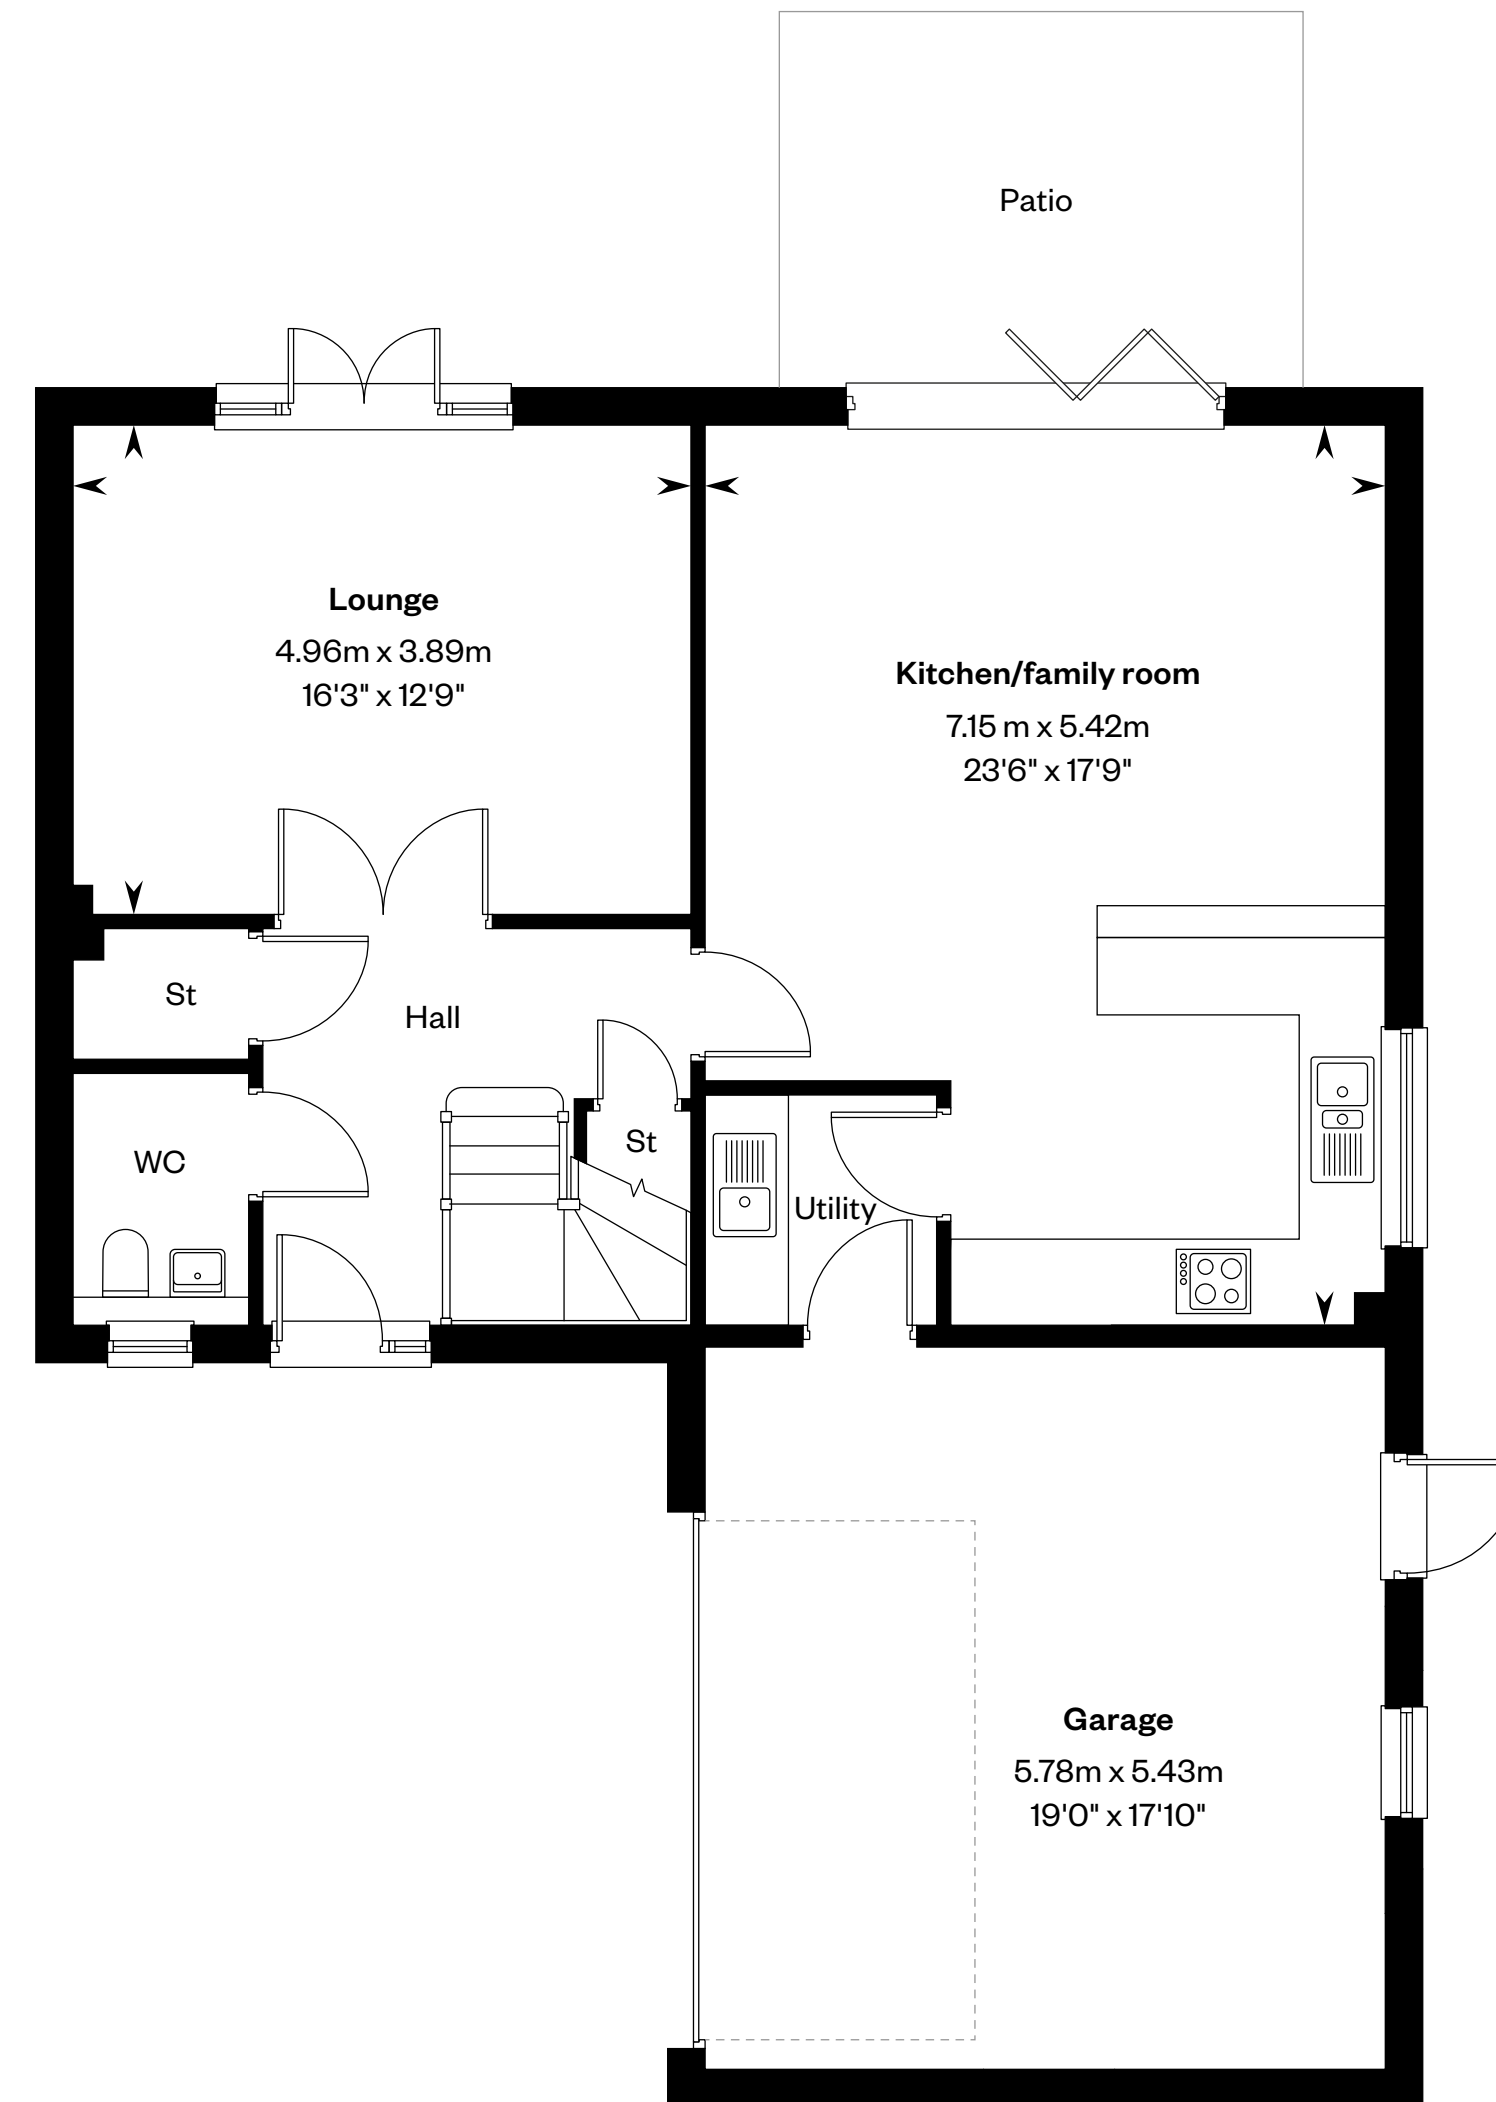 Patio
Lounge
4.96m x 3.89m
16'3" x 12'9"
Kitchen/family room
7.15 m x 5.42m
23'6" x 17'9"
St
Hall
St
WC
Utility
Garage
5.78m x 5.43m
19'0" x 17'10"